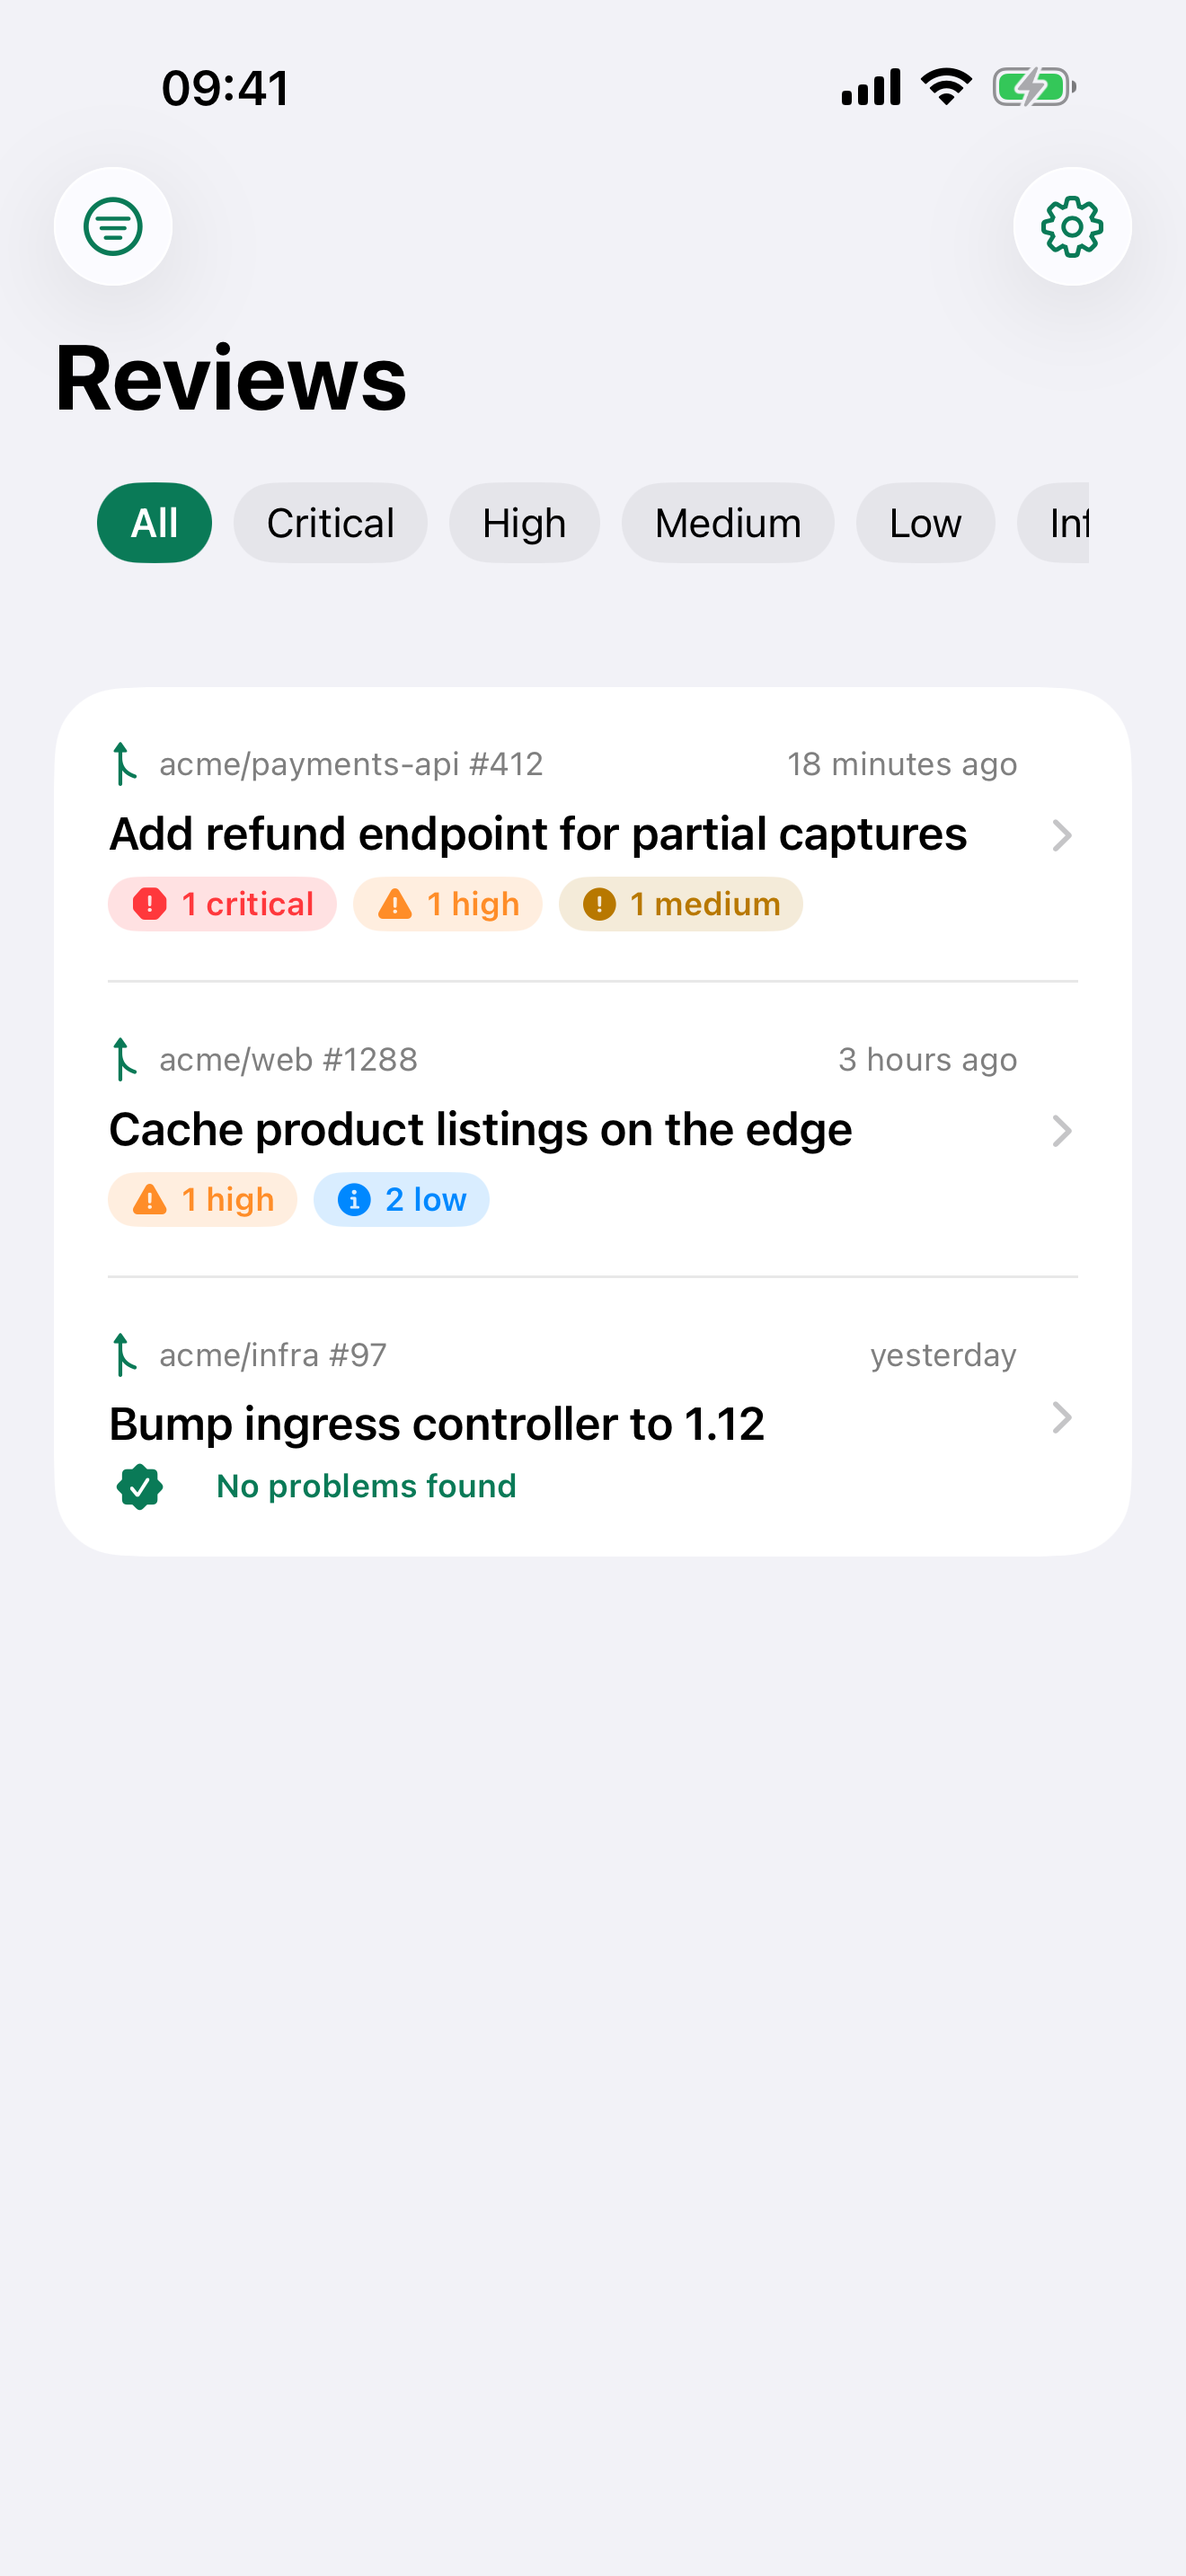 09:41
Reviews
All Critical High Medium Low Inf
acme/payments-api #412 18 minutes ago
Add refund endpoint for partial captures
1 critical 1 high 1 medium
acme/web #1288 3 hours ago
Cache product listings on the edge
1 high 2 low
acme/infra #97 yesterday
Bump ingress controller to 1.12
No problems found